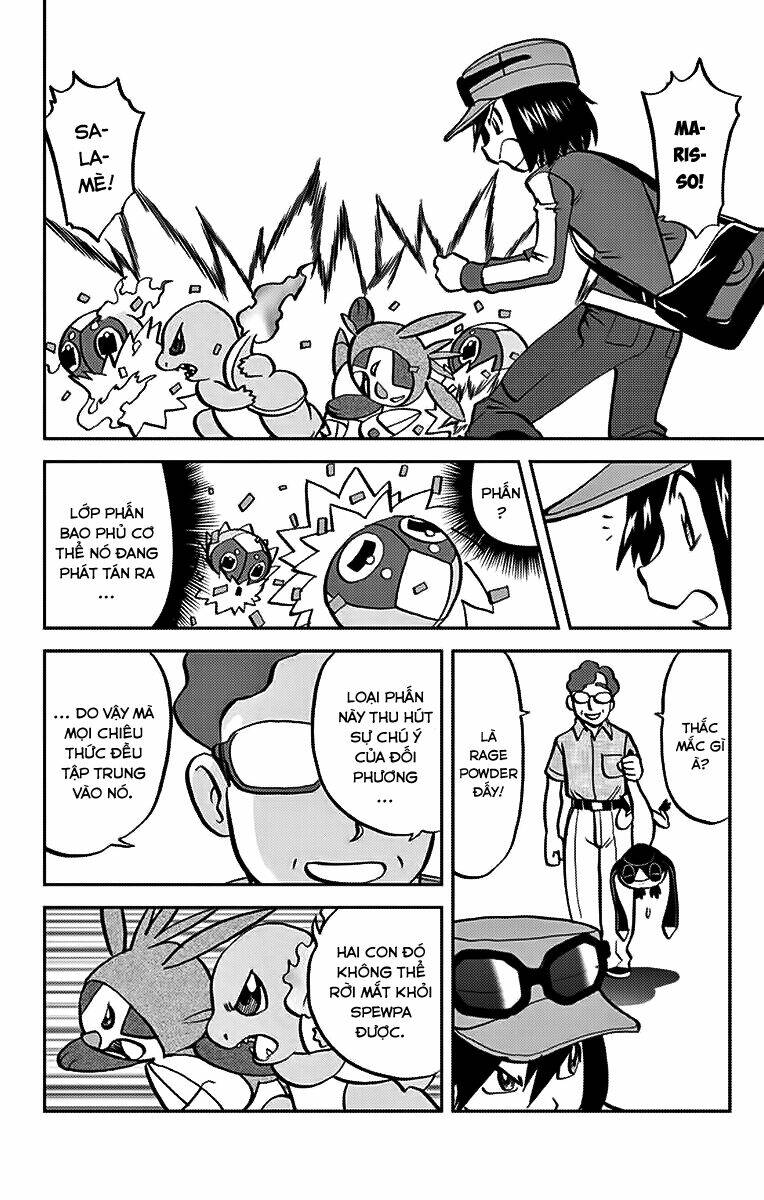 MA-
RIS-
SO!
SA-
LA-
MÈ!
PHẤN
?
LỚP PHẤN
BAO PHỦ CƠ
THỂ NÓ ĐANG
PHÁT TÁN RA
...
THẮC
MẮC GÌ
À?
LÀ
RAGE
POWDER
ĐẤY!
LOẠI PHẤN
NÀY THU HÚT
SỰ CHÚ Ý
CỦA ĐỐI
PHƯƠNG
...
... DO VẬY MÀ
MỌI CHIÊU
THỨC ĐỀU
TẬP TRUNG
VÀO NÓ.
HAI CON ĐÓ
KHÔNG THỂ
RỜI MẮT KHỎI
SPEWPA
ĐƯỢC.